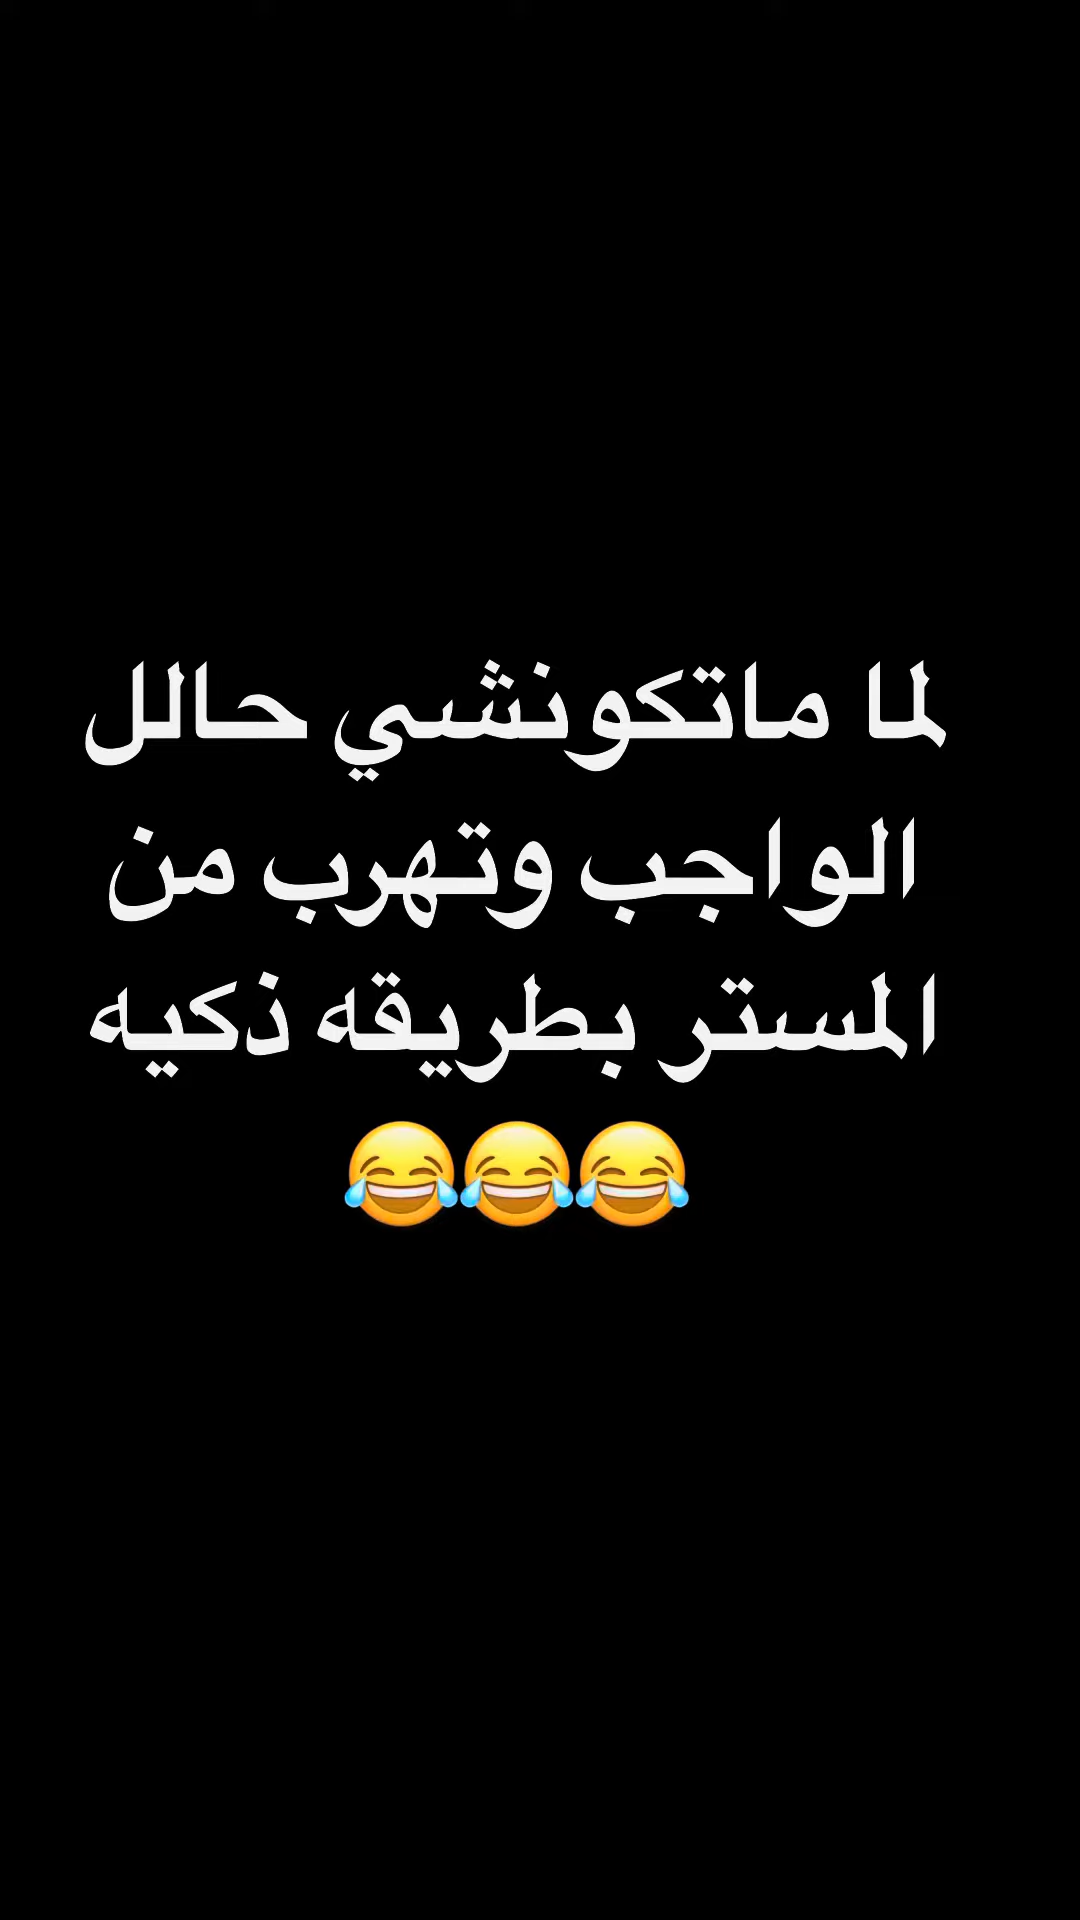 لما ماتكونشي حالل
الواجب وتهرب من
المستر بطريقه ذكيه
😂😂😂